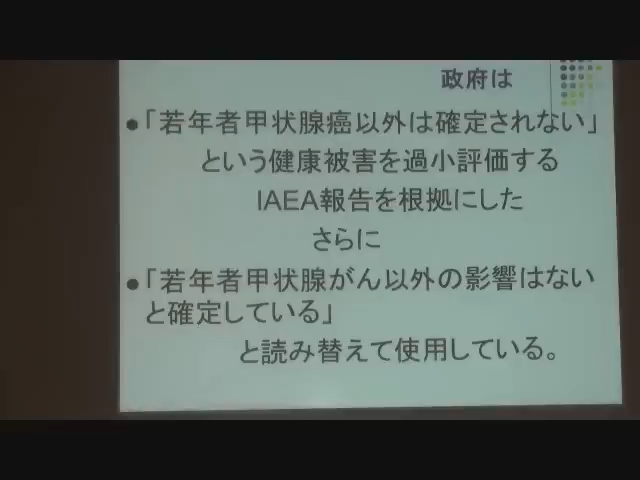 政府は
●「若年者甲状腺癌以外は確定されない」
という健康被害を過小評価する
IAEA報告を根拠にした
さらに
●「若年者甲状腺がん以外の影響はない
と確定している」
と読み替えて使用している。